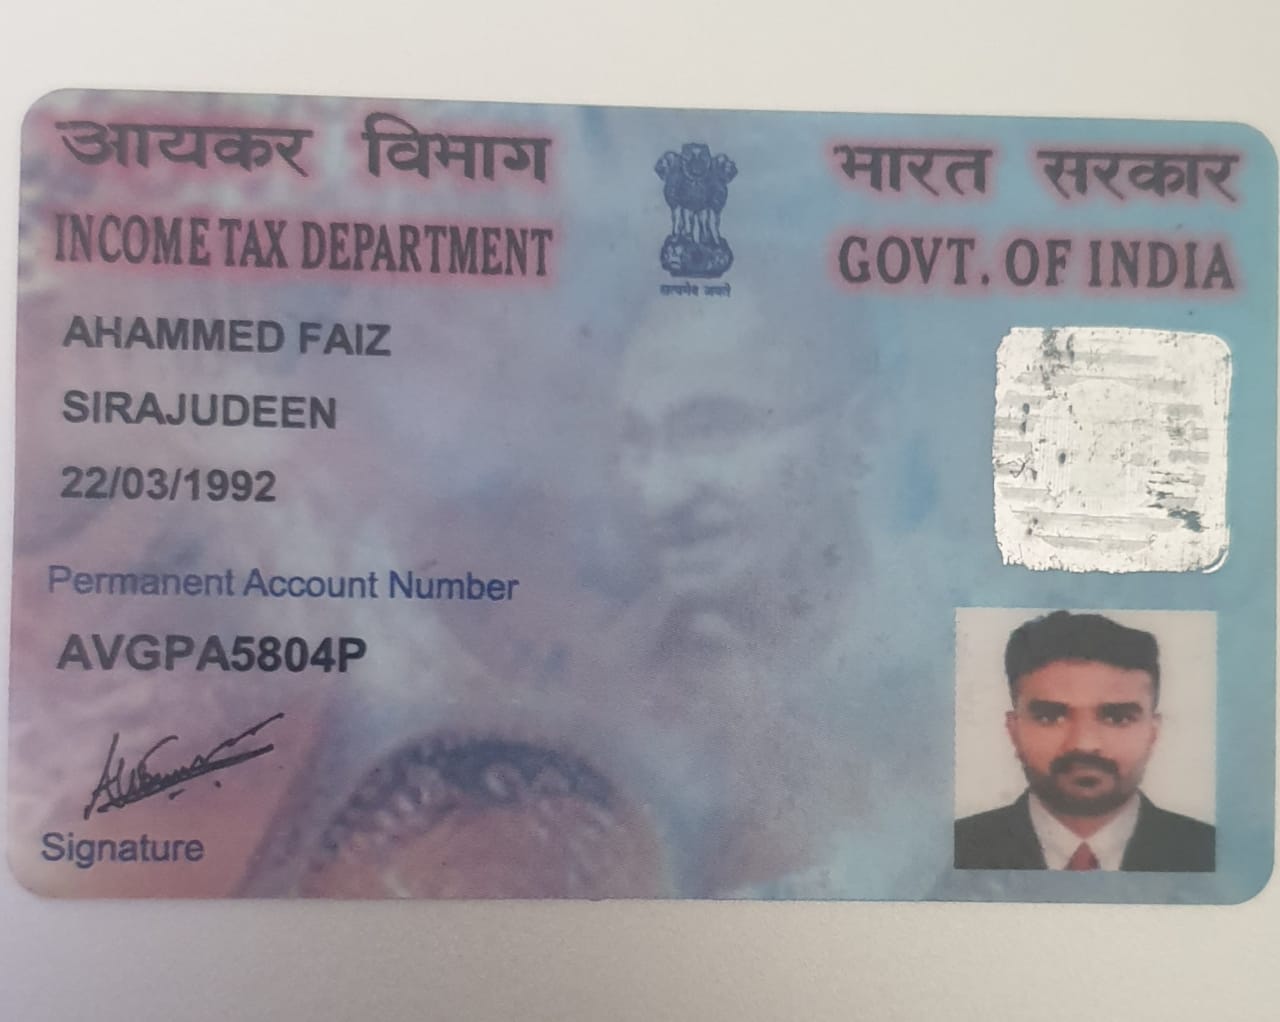 आयकर विभाग
INCOME TAX DEPARTMENT
सत्यमेव जयते
भारत सरकार
GOVT. OF INDIA
AHAMMED FAIZ
SIRAJUDEEN
22/03/1992
Permanent Account Number
AVGPA5804P
Signature